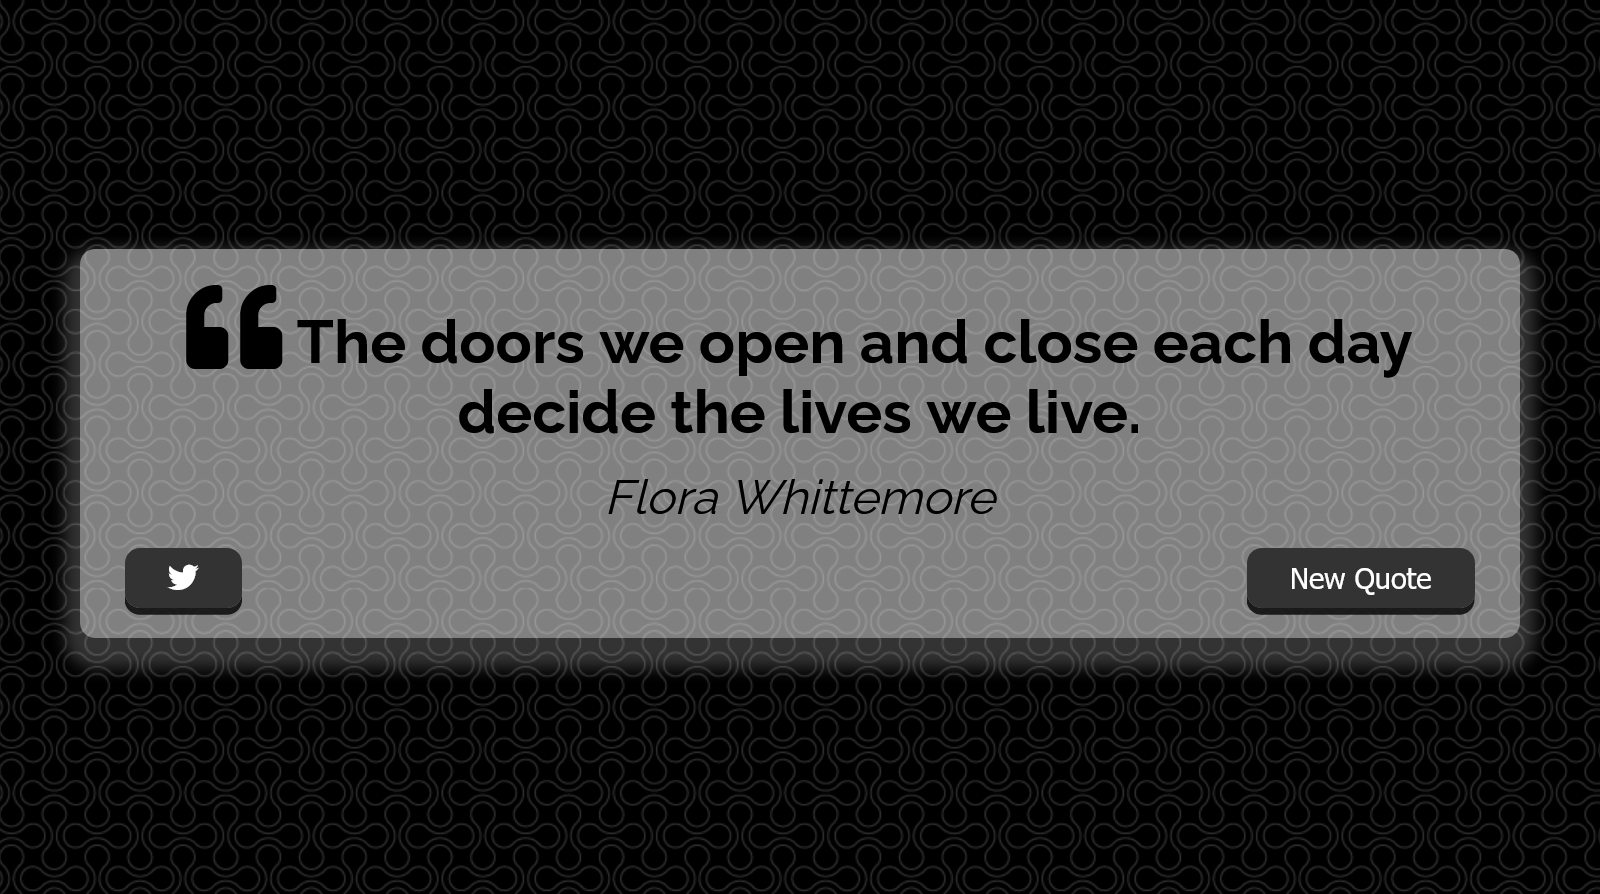 “ The doors we open and close each day
decide the lives we live.
Flora Whittemore
New Quote